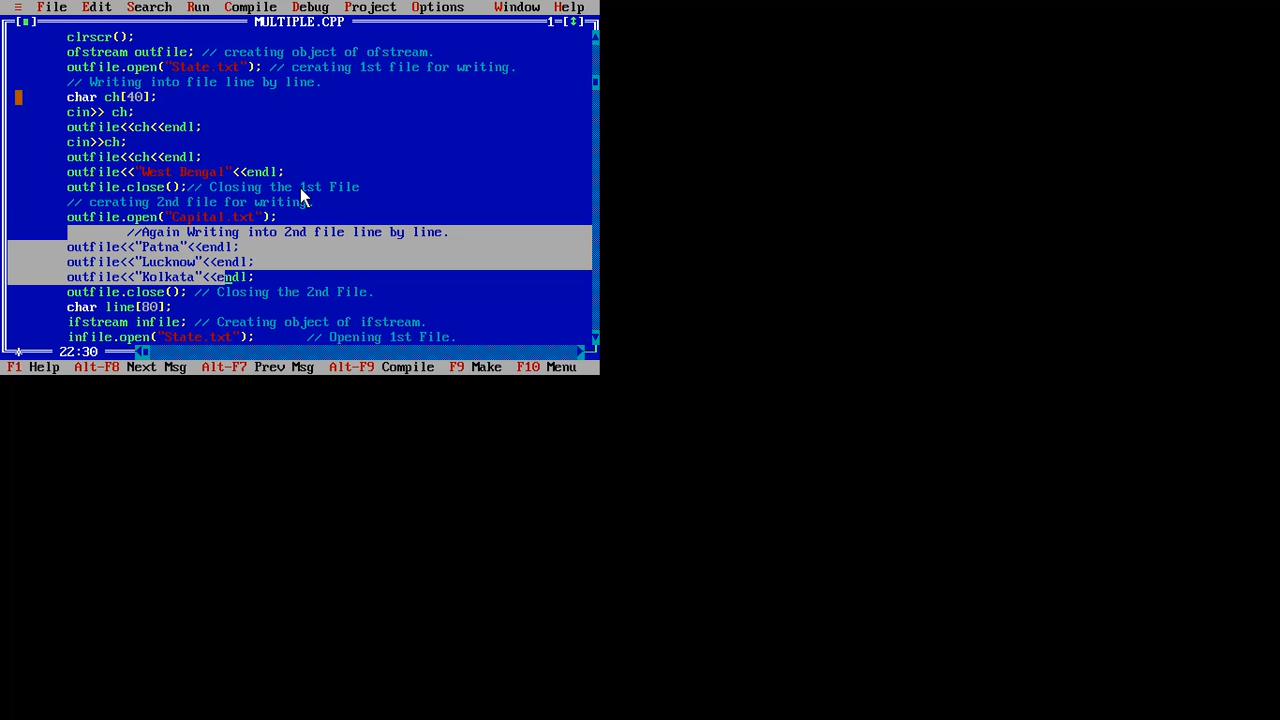 ≡ File Edit Search Run Compile Debug Project Options Window Help
[■] MULTIPLE.CPP 1=[↕]
clrscr();
ofstream outfile; // creating object of ofstream.
outfile.open("State.txt"); // cerating 1st file for writing.
// Writing into file line by line.
char ch[40];
cin>> ch;
outfile<<ch<<endl;
cin>>ch;
outfile<<ch<<endl;
outfile<<"West Bengal"<<endl;
outfile.close();// Closing the 1st File
// cerating 2nd file for writing.
outfile.open("Capital.txt");
//Again Writing into 2nd file line by line.
outfile<<"Patna"<<endl;
outfile<<"Lucknow"<<endl;
outfile<<"Kolkata"<<endl;
outfile.close(); // Closing the 2nd File.
char line[80];
ifstream infile; // Creating object of ifstream.
infile.open("State.txt"); // Opening 1st File.
22:30
F1 Help Alt-F8 Next Msg Alt-F7 Prev Msg Alt-F9 Compile F9 Make F10 Menu